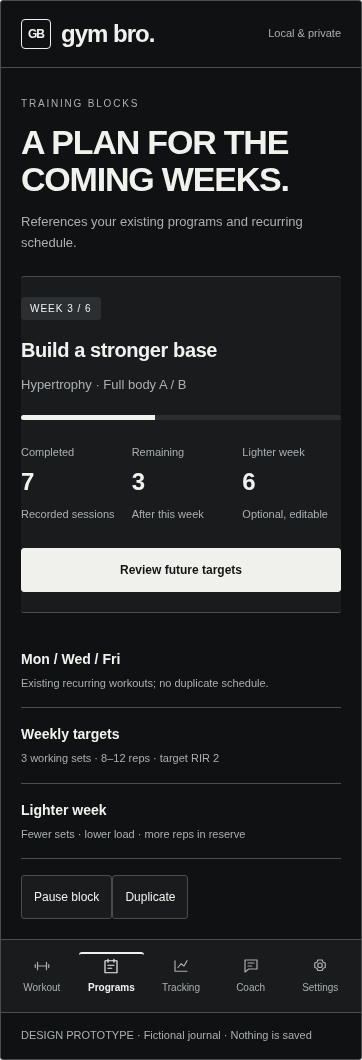 GB gym bro. Local & private
TRAINING BLOCKS
A PLAN FOR THE
COMING WEEKS.
References your existing programs and recurring
schedule.
WEEK 3 / 6
Build a stronger base
Hypertrophy · Full body A / B
Completed Remaining Lighter week
7 3 6
Recorded sessions After this week Optional, editable
Review future targets
Mon / Wed / Fri
Existing recurring workouts; no duplicate schedule.
Weekly targets
3 working sets · 8–12 reps · target RIR 2
Lighter week
Fewer sets · lower load · more reps in reserve
Pause block Duplicate
Workout Programs Tracking Coach Settings
DESIGN PROTOTYPE · Fictional journal · Nothing is saved